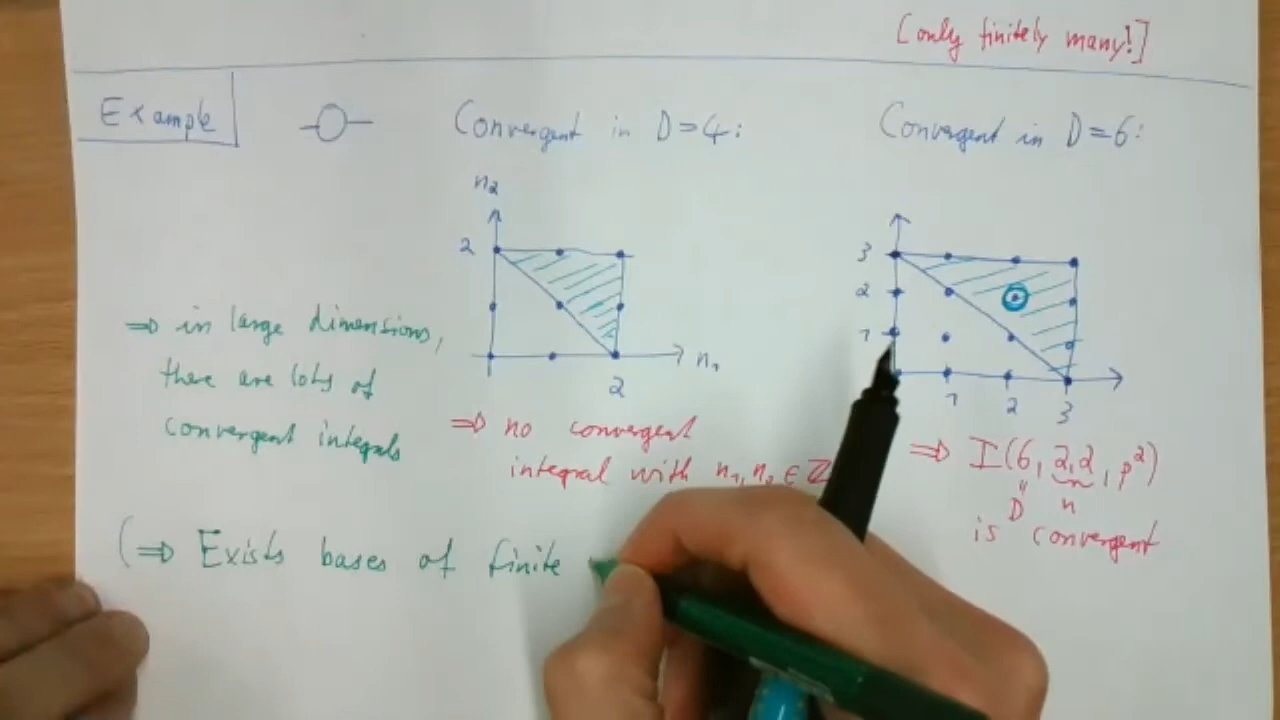 [only finitely many!]
Example
Convergent in D=4:
Convergent in D=6:
n₂
2
n₁
2
3
2
1
1
2
3
⇒ in large dimensions,
there are lots of
convergent integrals
⇒ no convergent
integral with n₁,n₂ ∈ ℤ
⇒ I(6, 2,2, p²)
D
n
is convergent
(⇒ Exists bases of finite